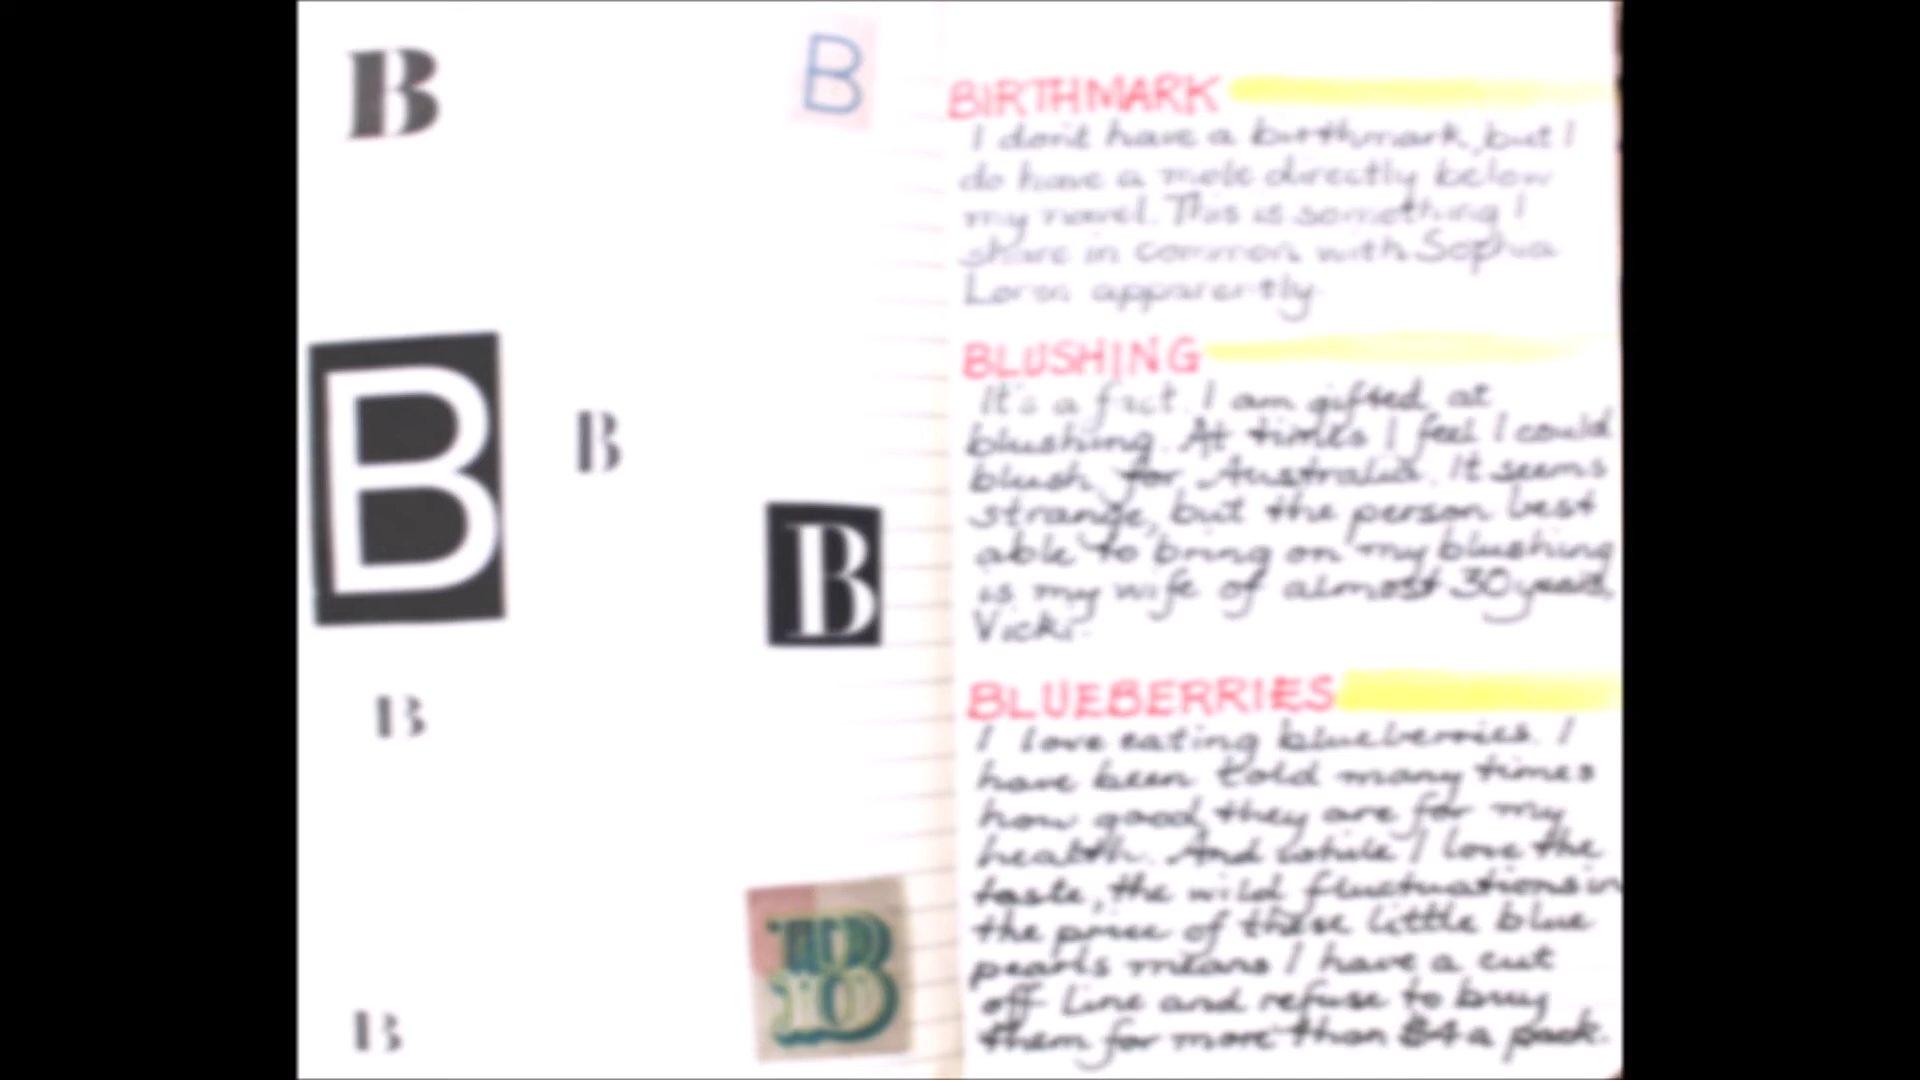 B
B
B
B
B
B
B
B
BIRTHMARK
I don't have a birthmark, but I
do have a mole directly below
my navel. This is something I
share in common with Sophia
Loren apparently.
BLUSHING
It's a fact. I am gifted at
blushing. At times I feel I could
blush for Australia. It seems
strange, but the person best
able to bring on my blushing
is my wife of almost 30 years,
Vicki.
BLUEBERRIES
I love eating blueberries. I
have been told many times
how good they are for my
health. And while I love the
taste, the wild fluctuations in
the price of these little blue
pearls means I have a cut
off line and refuse to buy
them for more than $4 a pack.